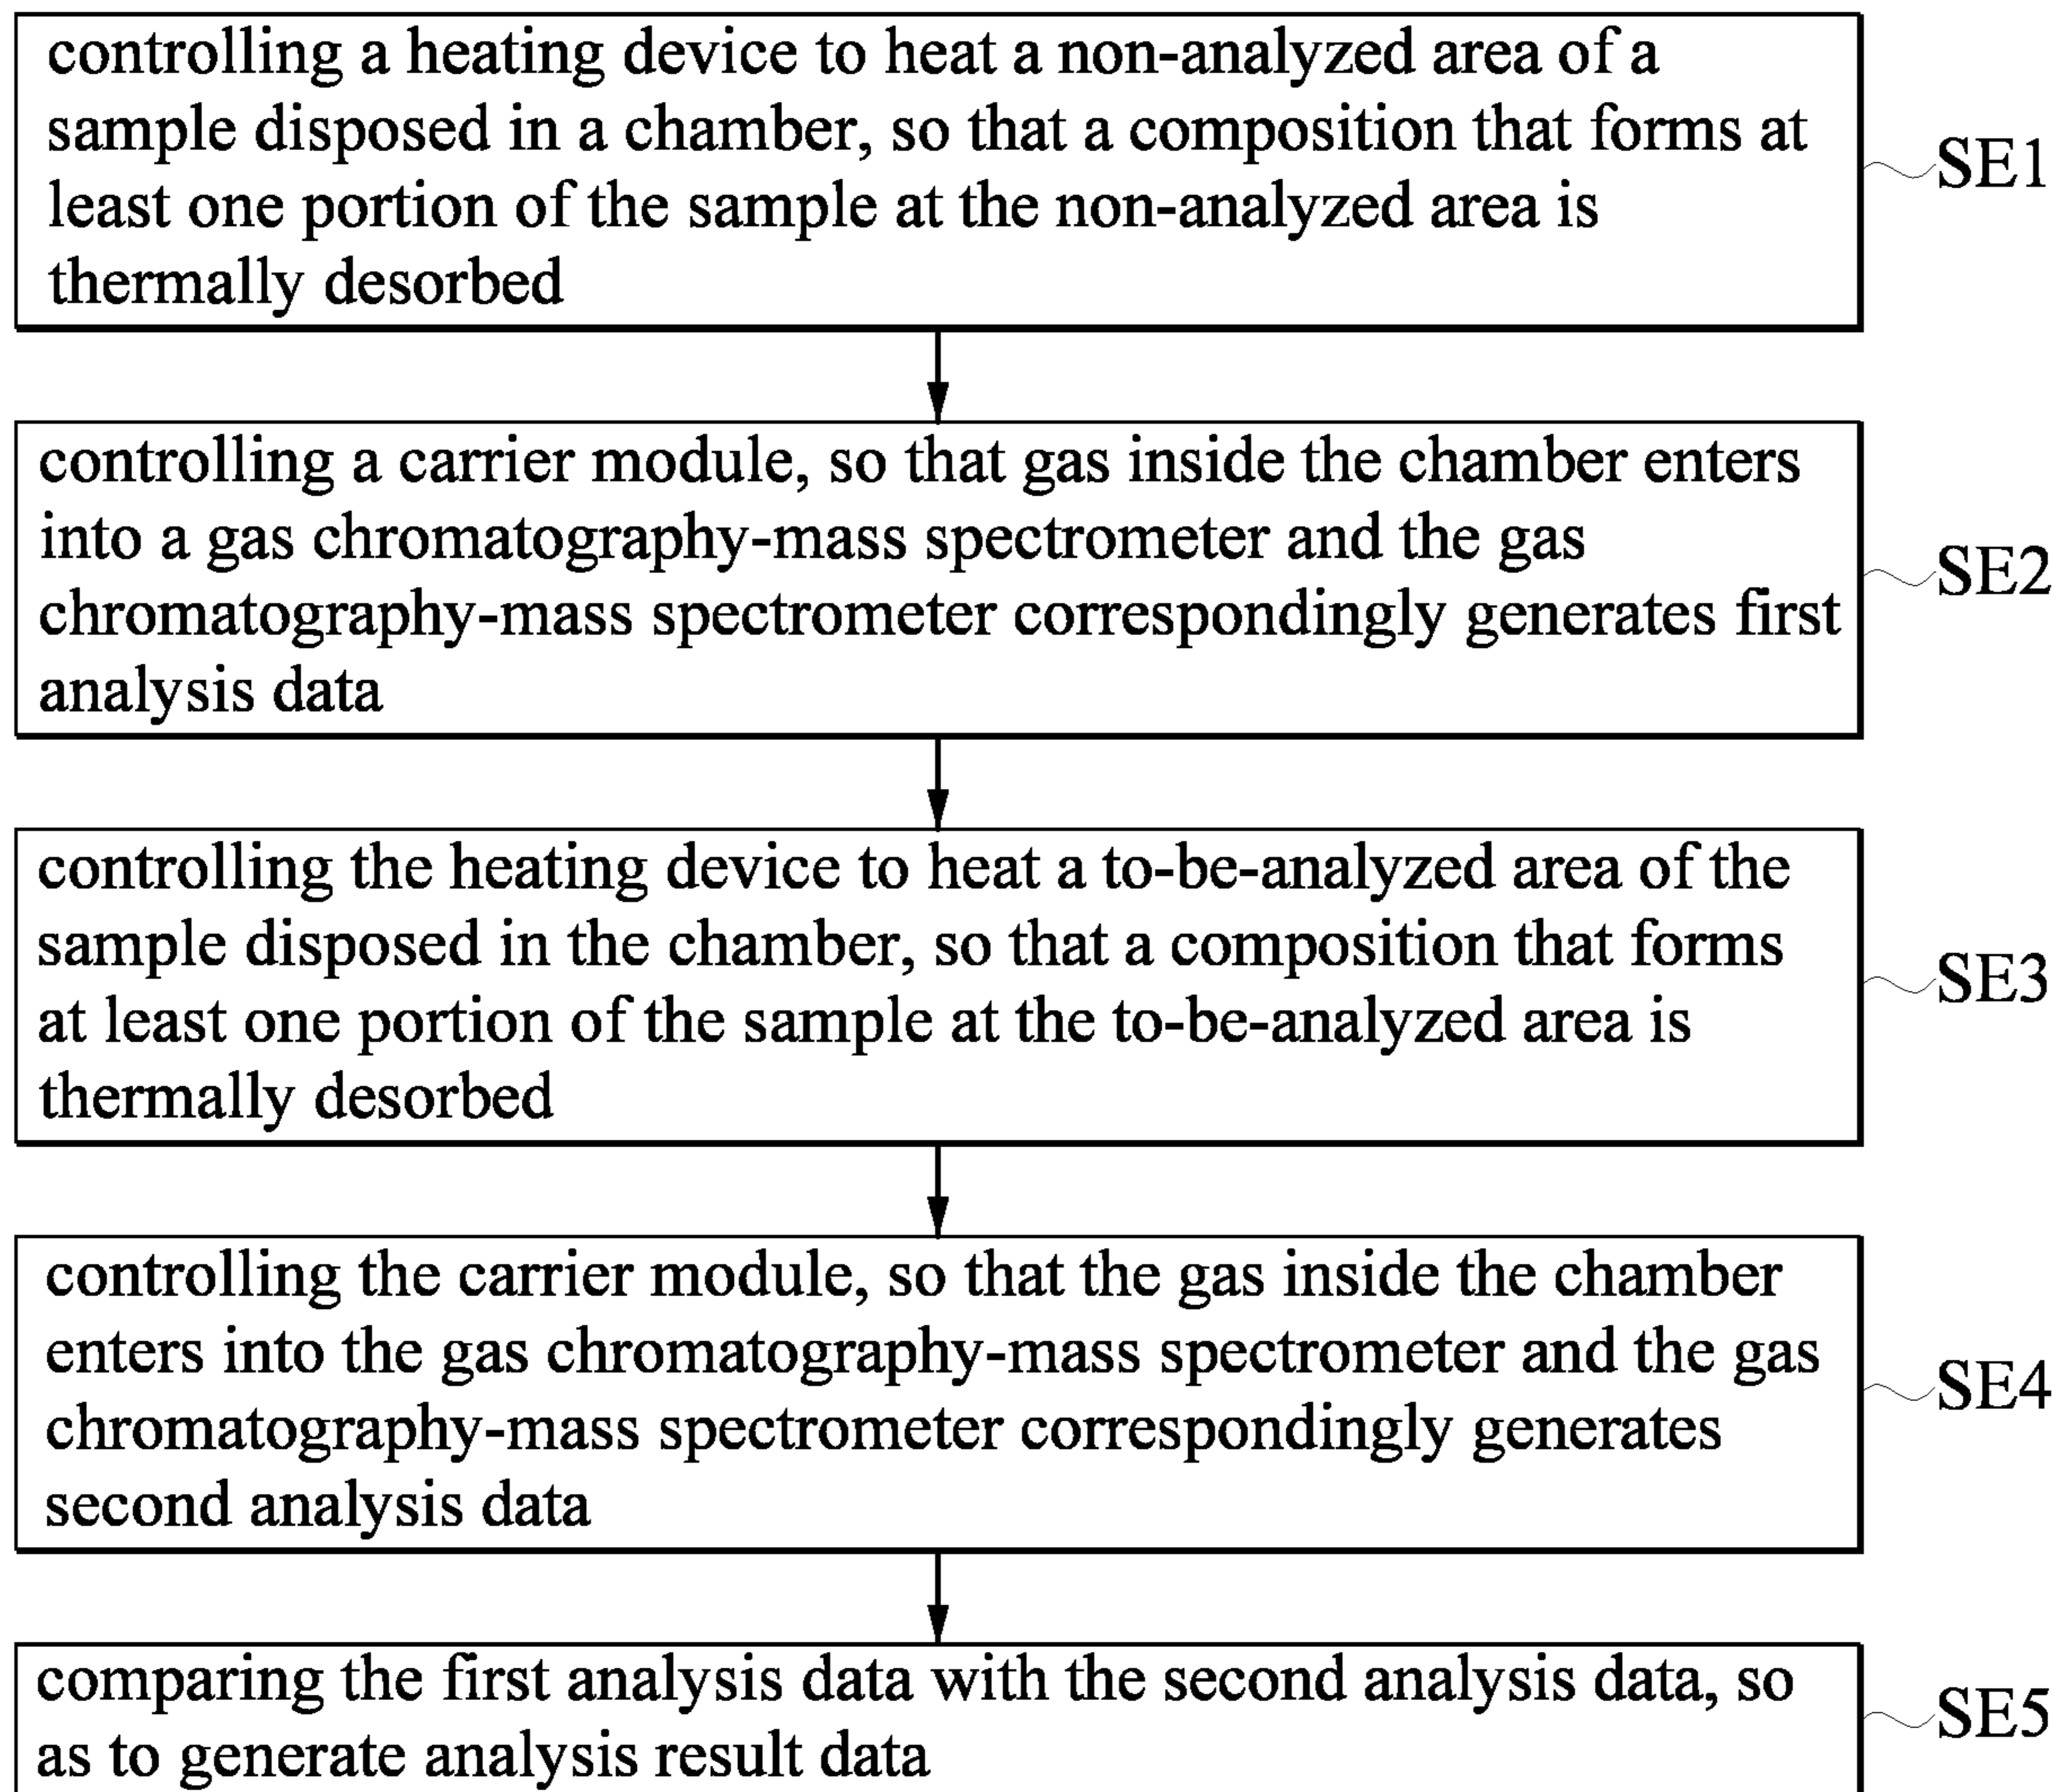 controlling a heating device to heat a non-analyzed area of a
sample disposed in a chamber, so that a composition that forms at
least one portion of the sample at the non-analyzed area is
thermally desorbed
SE1
controlling a carrier module, so that gas inside the chamber enters
into a gas chromatography-mass spectrometer and the gas
chromatography-mass spectrometer correspondingly generates first
analysis data
SE2
controlling the heating device to heat a to-be-analyzed area of the
sample disposed in the chamber, so that a composition that forms
at least one portion of the sample at the to-be-analyzed area is
thermally desorbed
SE3
controlling the carrier module, so that the gas inside the chamber
enters into the gas chromatography-mass spectrometer and the gas
chromatography-mass spectrometer correspondingly generates
second analysis data
SE4
comparing the first analysis data with the second analysis data, so
as to generate analysis result data
SE5